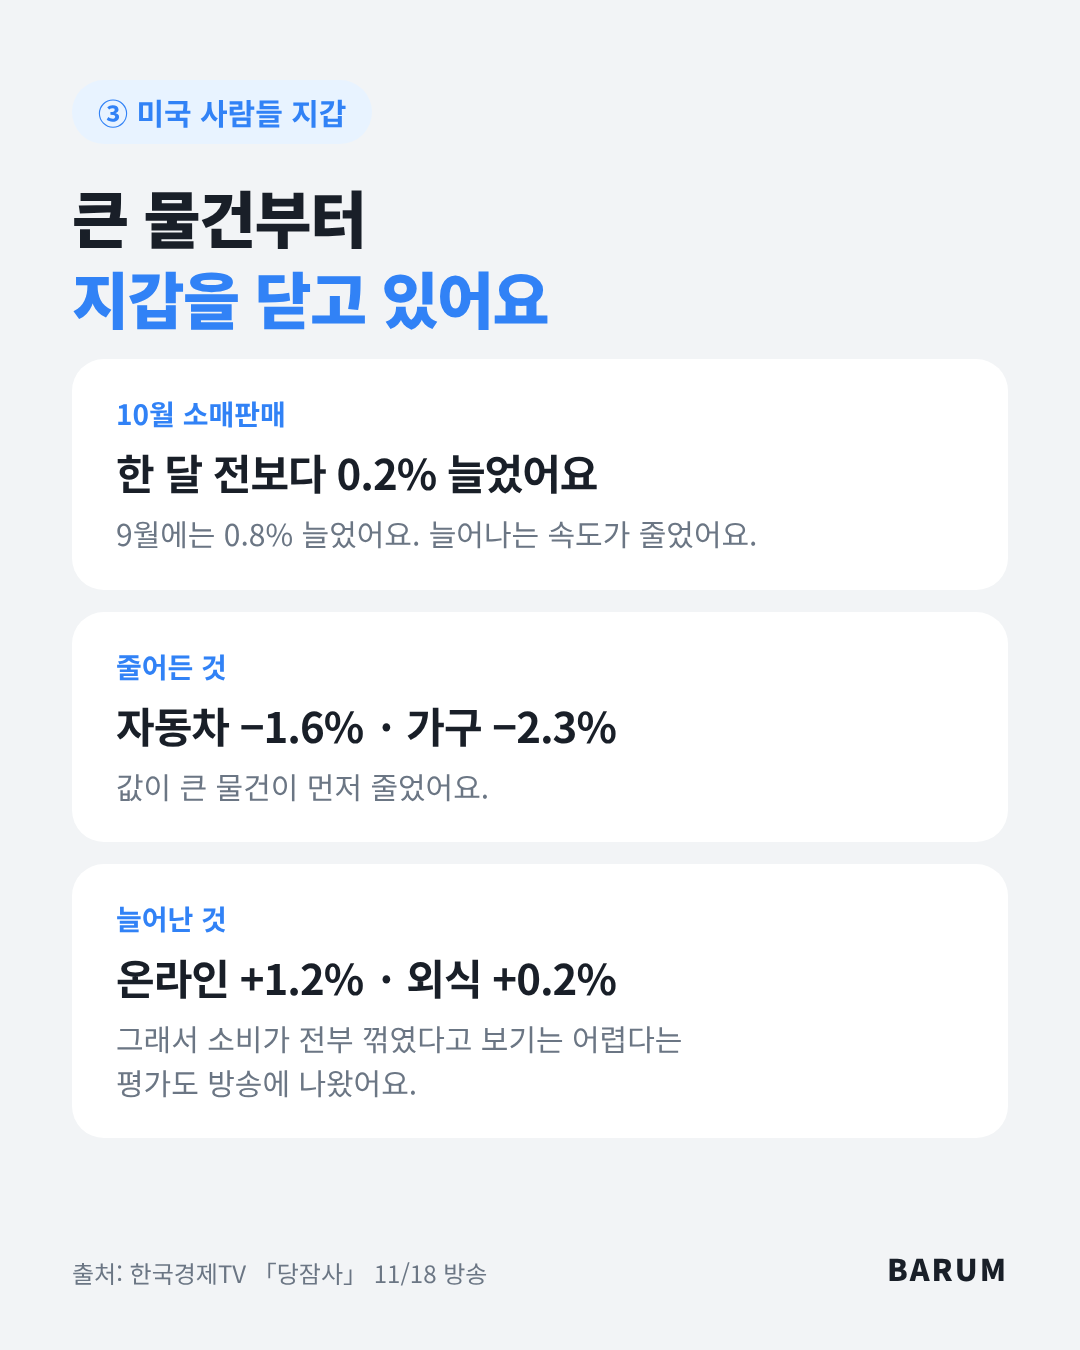 ③ 미국 사람들 지갑
큰 물건부터
지갑을 닫고 있어요
10월 소매판매
한 달 전보다 0.2% 늘었어요
9월에는 0.8% 늘었어요. 늘어나는 속도가 줄었어요.
줄어든 것
자동차 −1.6% · 가구 −2.3%
값이 큰 물건이 먼저 줄었어요.
늘어난 것
온라인 +1.2% · 외식 +0.2%
그래서 소비가 전부 꺾였다고 보기는 어렵다는
평가도 방송에 나왔어요.
출처: 한국경제TV 「당잠사」 11/18 방송
BARUM